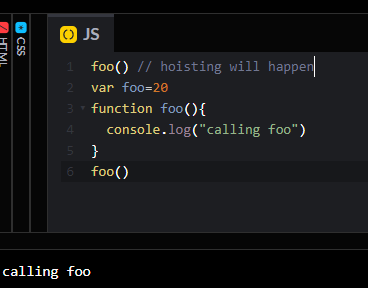 HTML
CSS
JS
1 foo() // hoisting will happen
2 var foo=20
3 function foo(){
4 console.log("calling foo")
5 }
6 foo()
calling foo